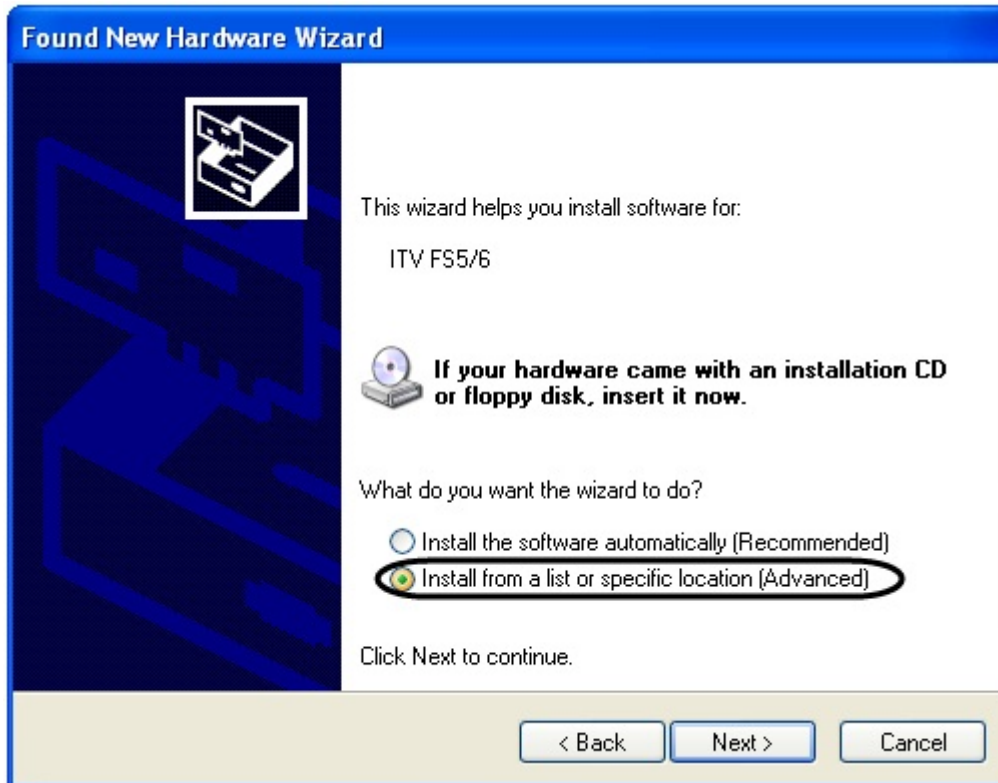 Found New Hardware Wizard
This wizard helps you install software for:
ITV FS5/6
If your hardware came with an installation CD
or floppy disk, insert it now.
What do you want the wizard to do?
Install the software automatically (Recommended)
Install from a list or specific location (Advanced)
Click Next to continue.
< Back
Next >
Cancel